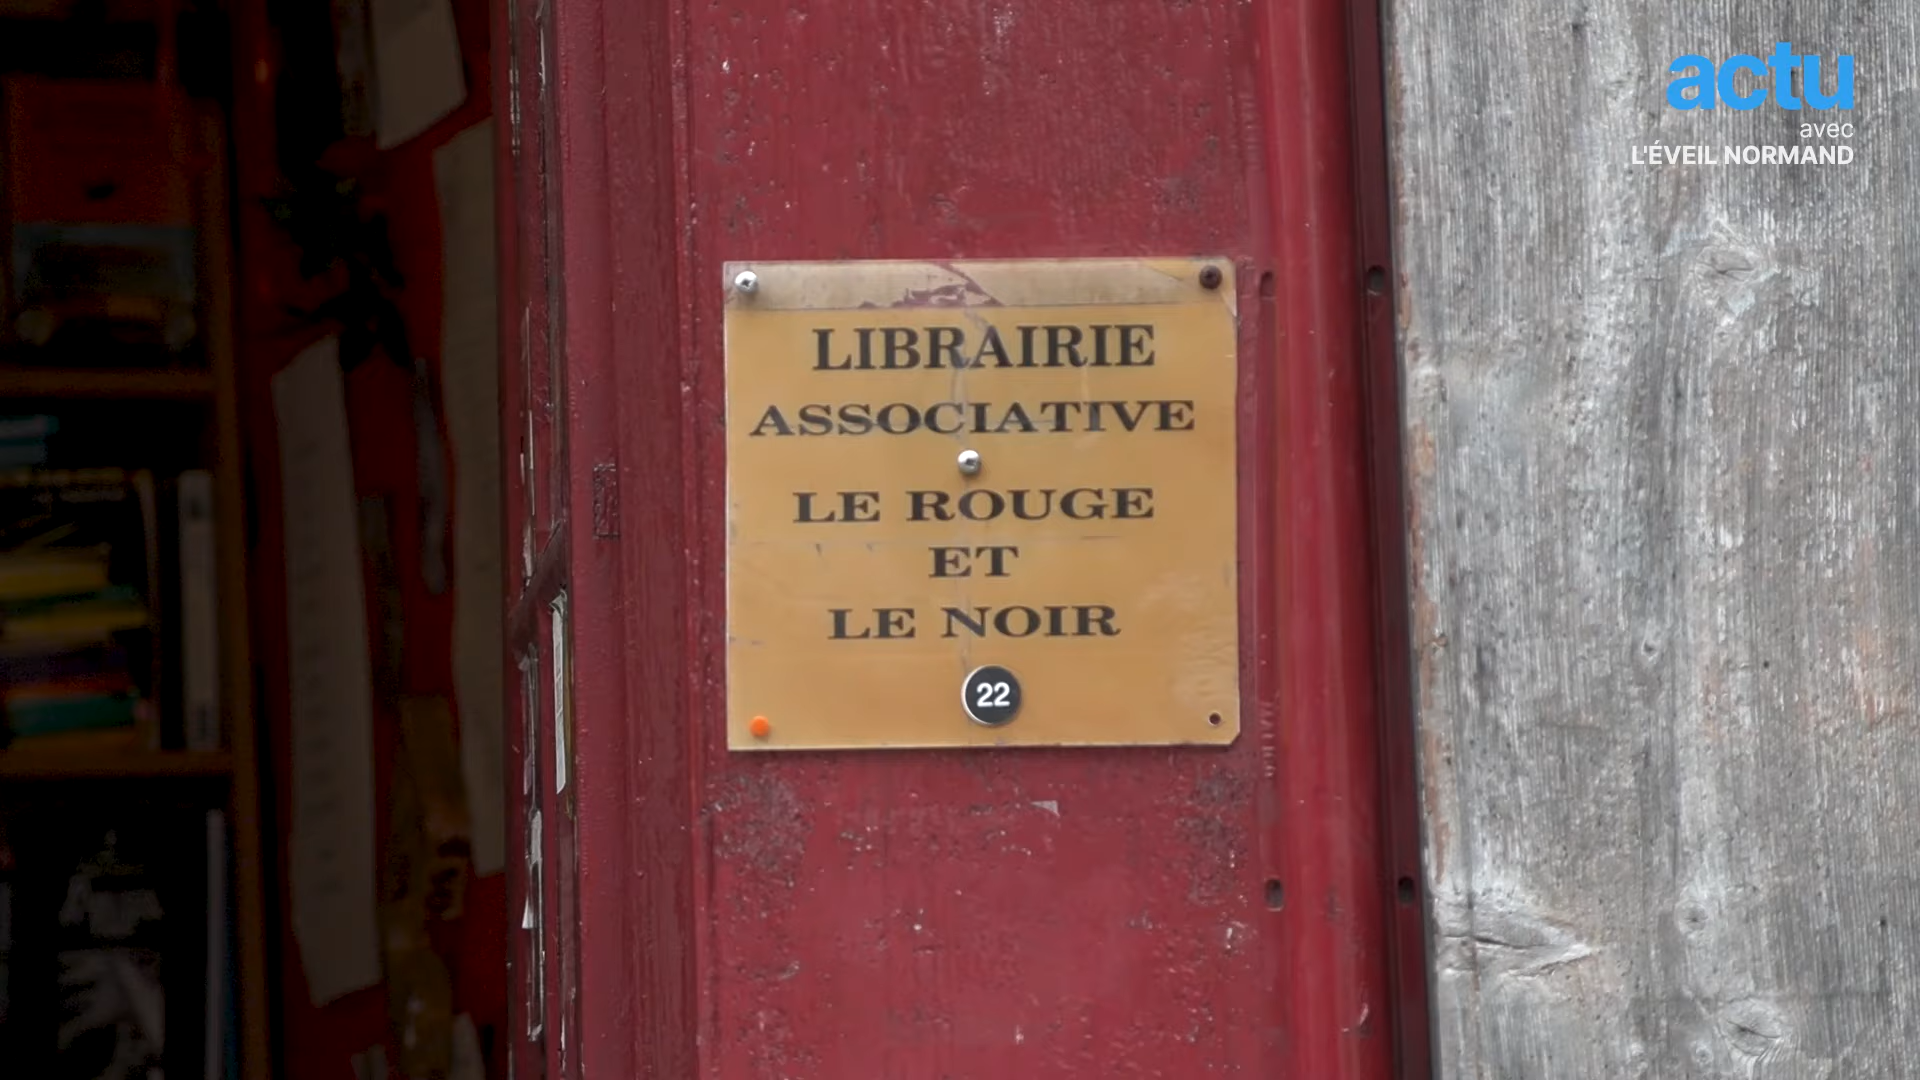 actu
avec
L'ÉVEIL NORMAND
LIBRAIRIE
ASSOCIATIVE
LE ROUGE
ET
LE NOIR
22